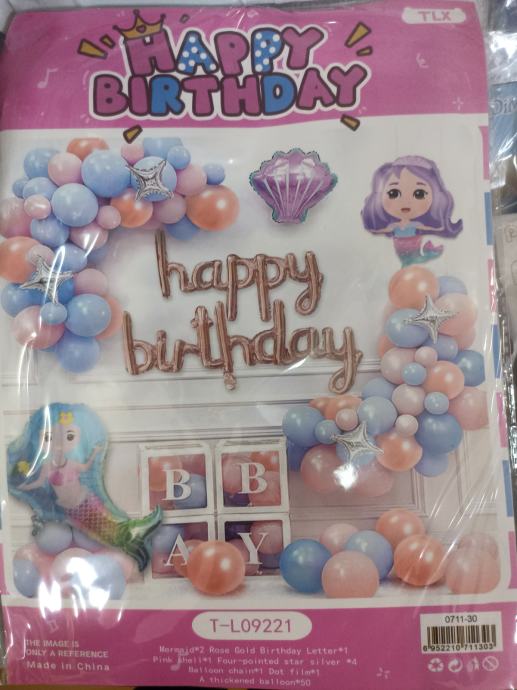 TLX
HAPPY
BIRTHDAY
happy
birthday
B B
A Y
T-L09221
THE IMAGE IS
ONLY A REFERENCE
Made in China
Mermaid*2 Rose Gold Birthday Letter*1
Pink shell*1 Four-pointed star silver *4
Balloon chain*1 Dot film*1
A thickened balloon*50
0711-30
6952210711303